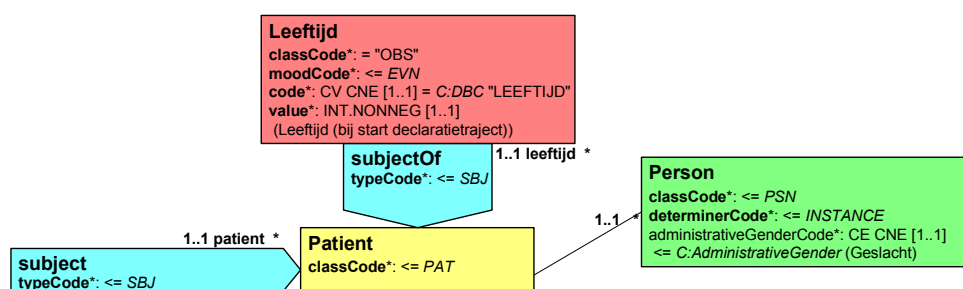 Leeftijd
classCode*: = "OBS"
moodCode*: <= EVN
code*: CV CNE [1..1] = C:DBC "LEEFTIJD"
value*: INT.NONNEG [1..1]
(Leeftijd (bij start declaratietraject))
1..1 leeftijd *
subjectOf
typeCode*: <= SBJ
Person
classCode*: <= PSN
determinerCode*: <= INSTANCE
administrativeGenderCode*: CE CNE [1..1]
<= C:AdministrativeGender (Geslacht)
1..1 *
1..1 patient *
Patient
classCode*: <= PAT
subject
typeCode*: <= SBJ